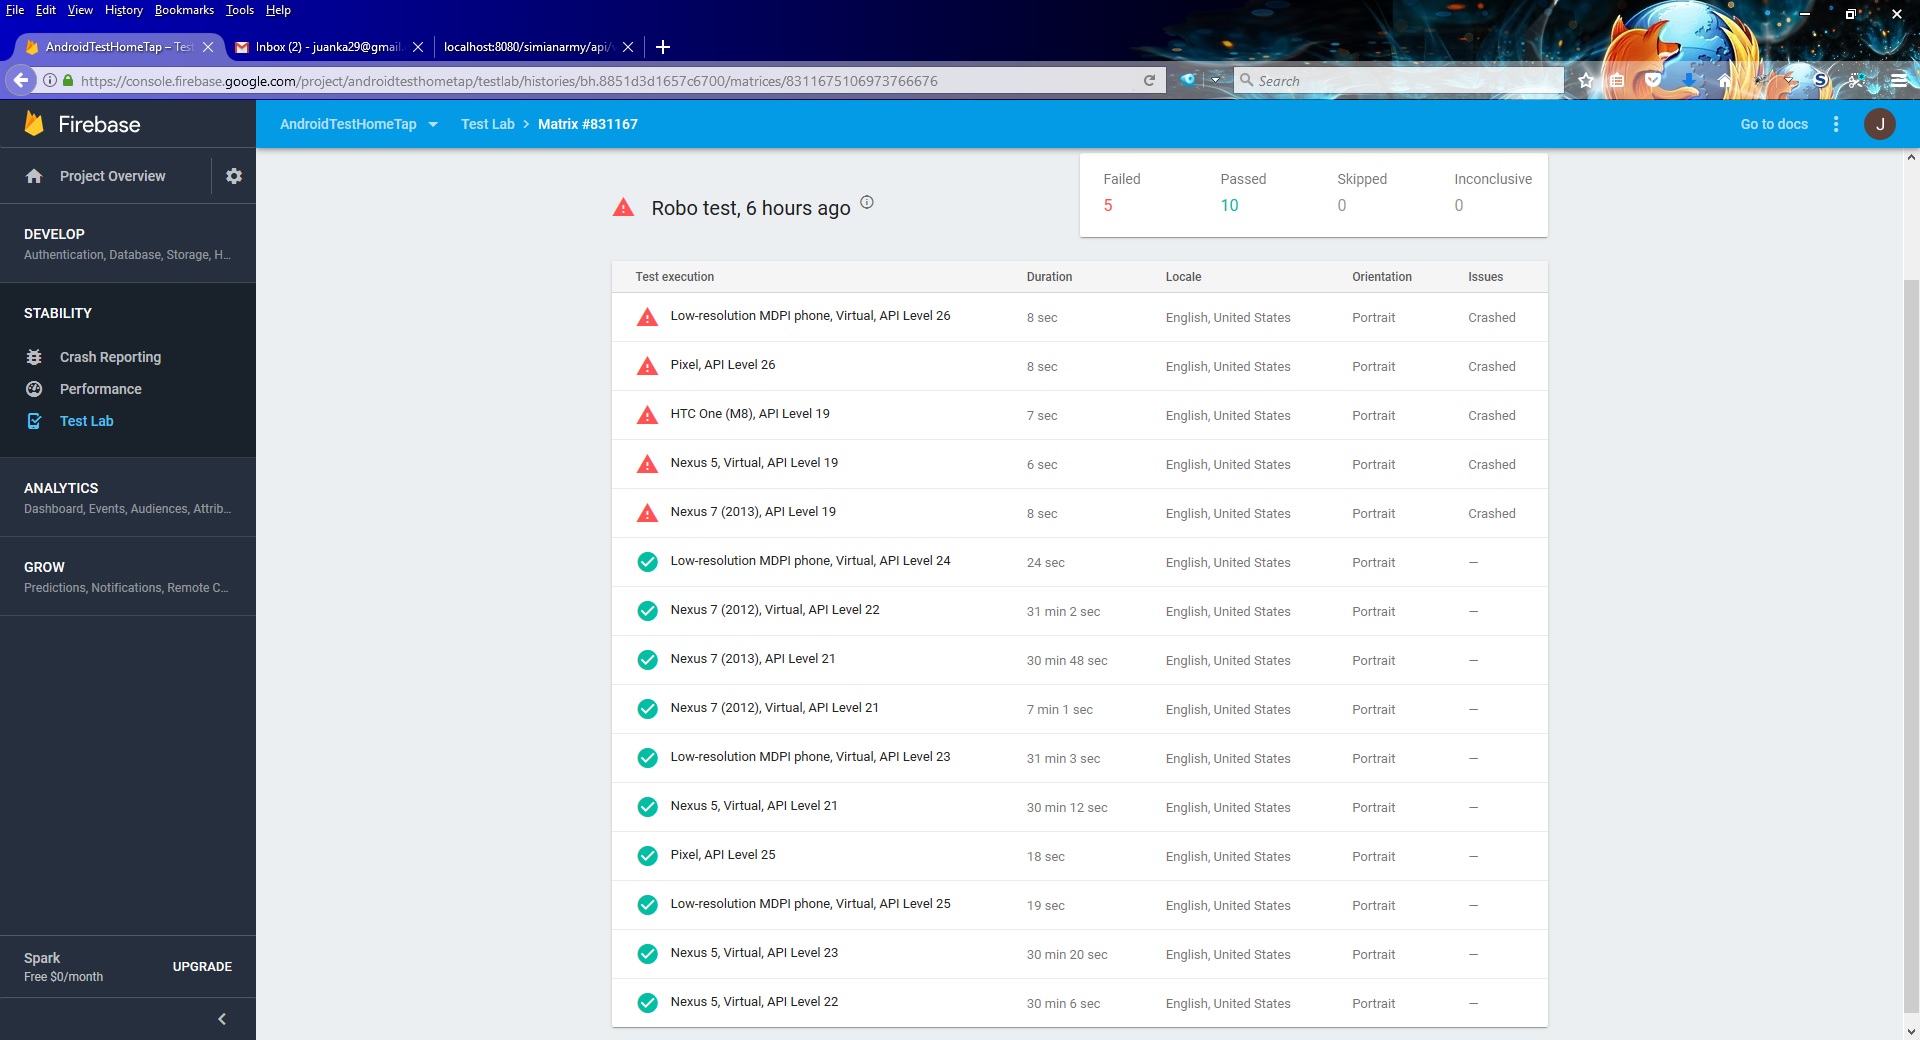 File Edit View History Bookmarks Tools Help
AndroidTestHomeTap – Test
Inbox (2) - juanka29@gmail.
localhost:8080/simianarmy/api/
https://console.firebase.google.com/project/androidtesthometap/testlab/histories/bh.8851d3d1657c6700/matrices/8311675106973766676
Search
Firebase
AndroidTestHomeTap
Test Lab > Matrix #831167
Go to docs
J
Project Overview
DEVELOP
Authentication, Database, Storage, H...
STABILITY
Crash Reporting
Performance
Test Lab
ANALYTICS
Dashboard, Events, Audiences, Attrib...
GROW
Predictions, Notifications, Remote C...
Spark
Free $0/month
UPGRADE
Robo test, 6 hours ago
Failed Passed Skipped Inconclusive
5 10 0 0
Test execution Duration Locale Orientation Issues
Low-resolution MDPI phone, Virtual, API Level 26 8 sec English, United States Portrait Crashed
Pixel, API Level 26 8 sec English, United States Portrait Crashed
HTC One (M8), API Level 19 7 sec English, United States Portrait Crashed
Nexus 5, Virtual, API Level 19 6 sec English, United States Portrait Crashed
Nexus 7 (2013), API Level 19 8 sec English, United States Portrait Crashed
Low-resolution MDPI phone, Virtual, API Level 24 24 sec English, United States Portrait —
Nexus 7 (2012), Virtual, API Level 22 31 min 2 sec English, United States Portrait —
Nexus 7 (2013), API Level 21 30 min 48 sec English, United States Portrait —
Nexus 7 (2012), Virtual, API Level 21 7 min 1 sec English, United States Portrait —
Low-resolution MDPI phone, Virtual, API Level 23 31 min 3 sec English, United States Portrait —
Nexus 5, Virtual, API Level 21 30 min 12 sec English, United States Portrait —
Pixel, API Level 25 18 sec English, United States Portrait —
Low-resolution MDPI phone, Virtual, API Level 25 19 sec English, United States Portrait —
Nexus 5, Virtual, API Level 23 30 min 20 sec English, United States Portrait —
Nexus 5, Virtual, API Level 22 30 min 6 sec English, United States Portrait —